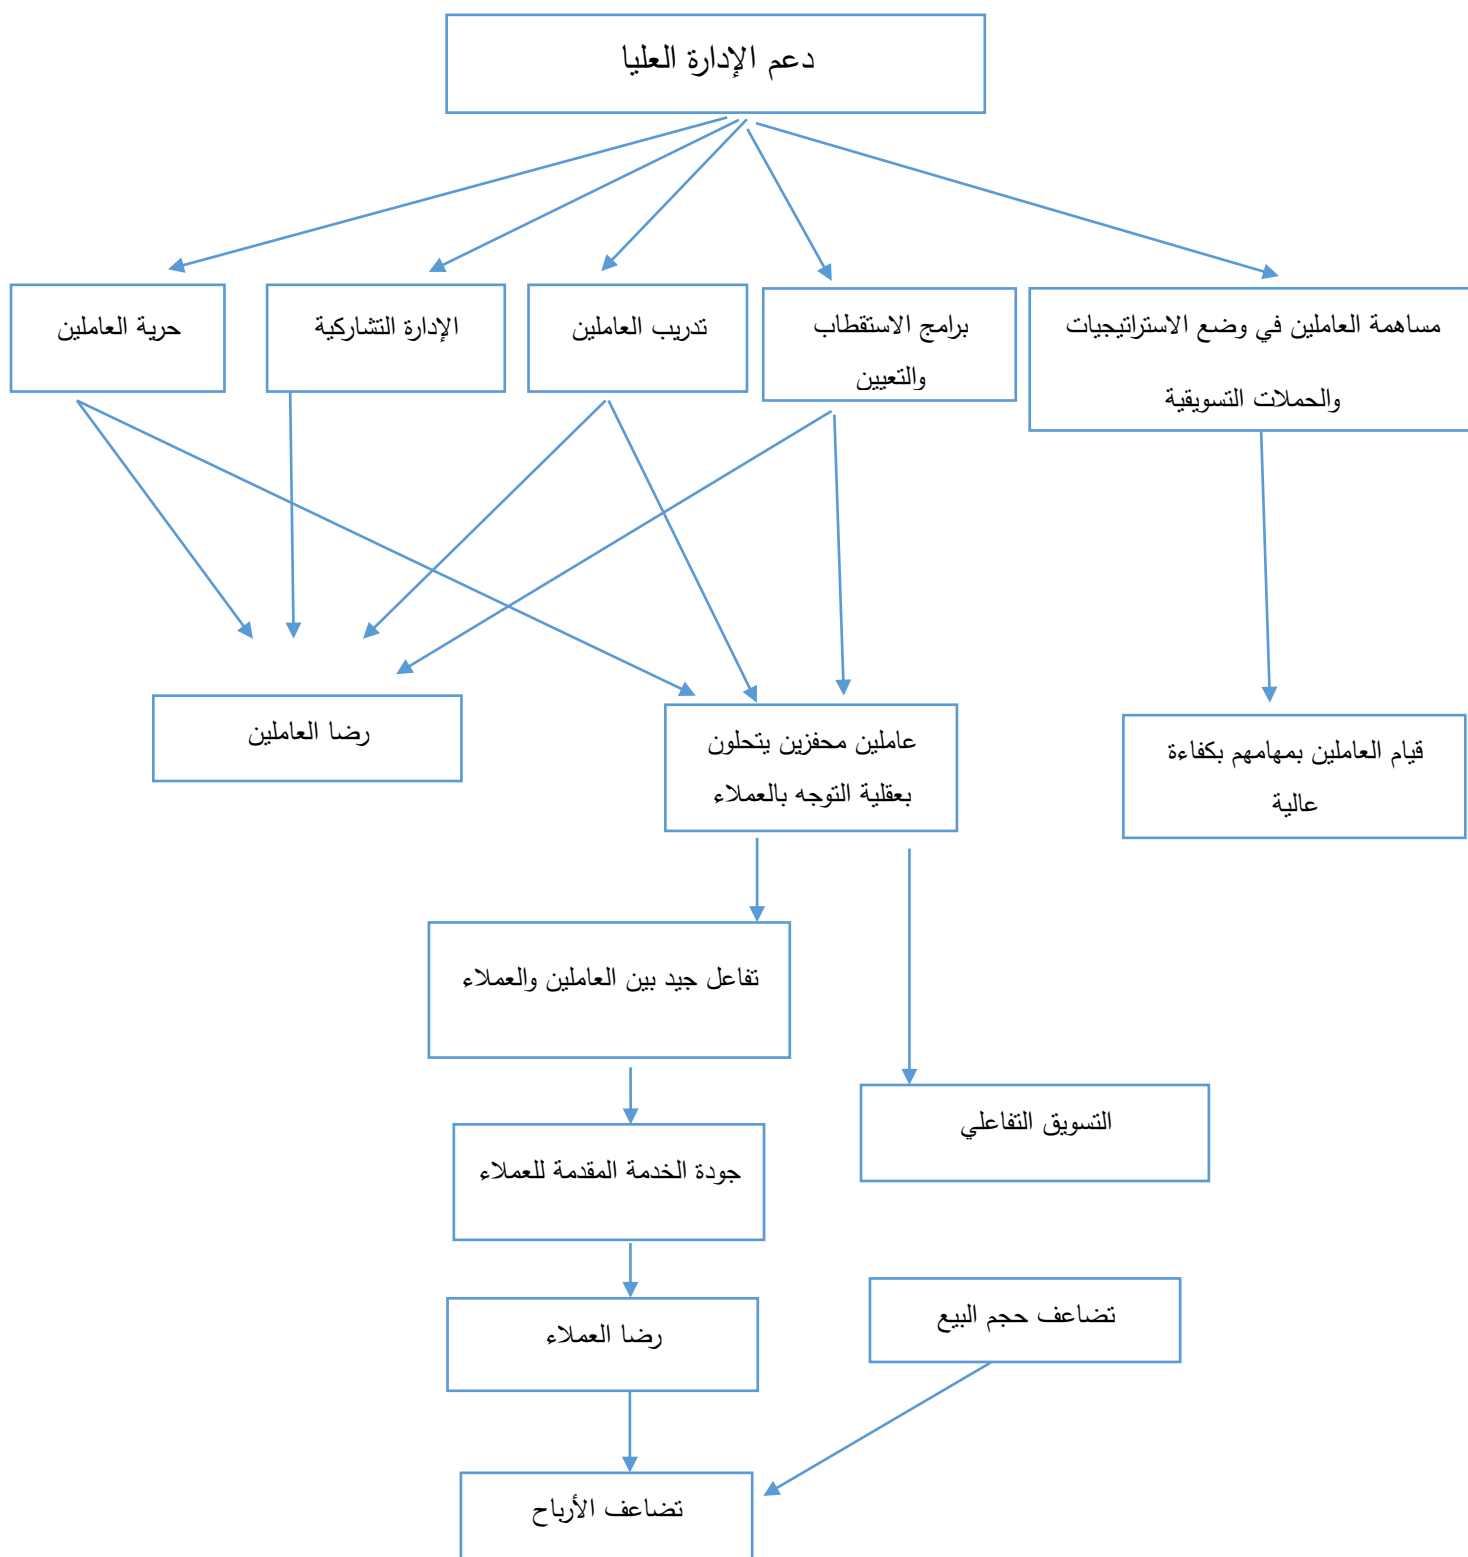 دعم الإدارة العليا
مساهمة العاملين في وضع الاستراتيجيات
والحملات التسويقية
برامج الاستقطاب
والتعيين
تدريب العاملين
الإدارة التشاركية
حرية العاملين
قيام العاملين بمهامهم بكفاءة
عالية
عاملين محفزين يتحلون
بعقلية التوجه بالعملاء
رضا العاملين
تفاعل جيد بين العاملين والعملاء
التسويق التفاعلي
جودة الخدمة المقدمة للعملاء
تضاعف حجم البيع
رضا العملاء
تضاعف الأرباح